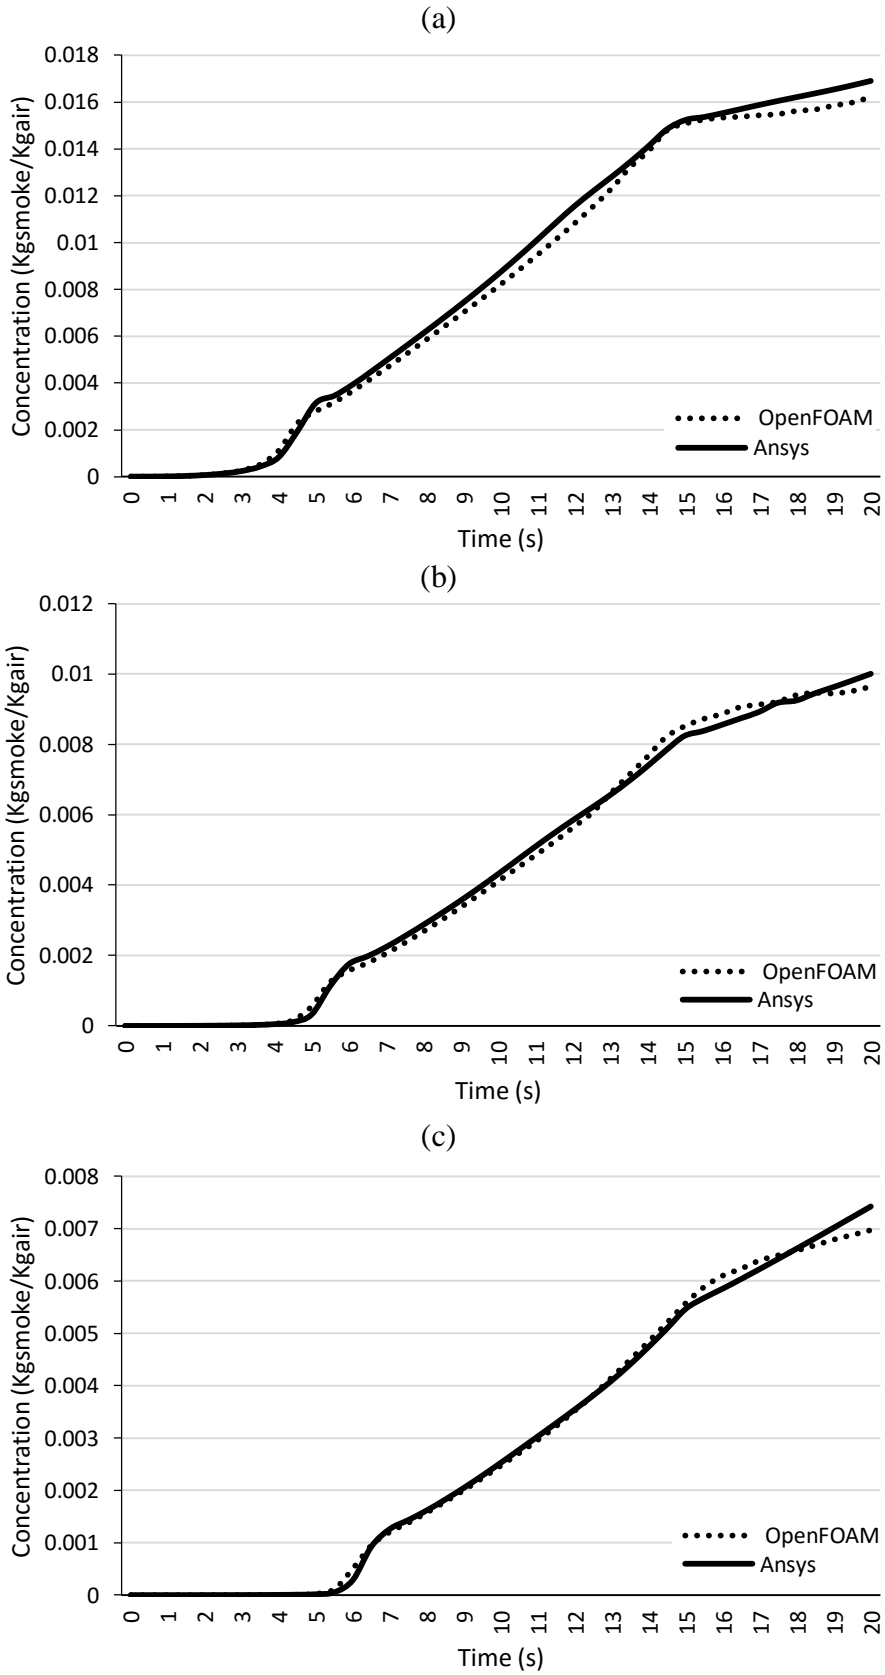 (a)
Concentration (Kgsmoke/Kgair)
0.018
0.016
0.014
0.012
0.01
0.008
0.006
0.004
0.002
0
OpenFOAM
Ansys
0 1 2 3 4 5 6 7 8 9 10 11 12 13 14 15 16 17 18 19 20
Time (s)
(b)
Concentration (Kgsmoke/Kgair)
0.012
0.01
0.008
0.006
0.004
0.002
0
OpenFOAM
Ansys
0 1 2 3 4 5 6 7 8 9 10 11 12 13 14 15 16 17 18 19 20
Time (s)
(c)
Concentration (Kgsmoke/Kgair)
0.008
0.007
0.006
0.005
0.004
0.003
0.002
0.001
0
OpenFOAM
Ansys
0 1 2 3 4 5 6 7 8 9 10 11 12 13 14 15 16 17 18 19 20
Time (s)